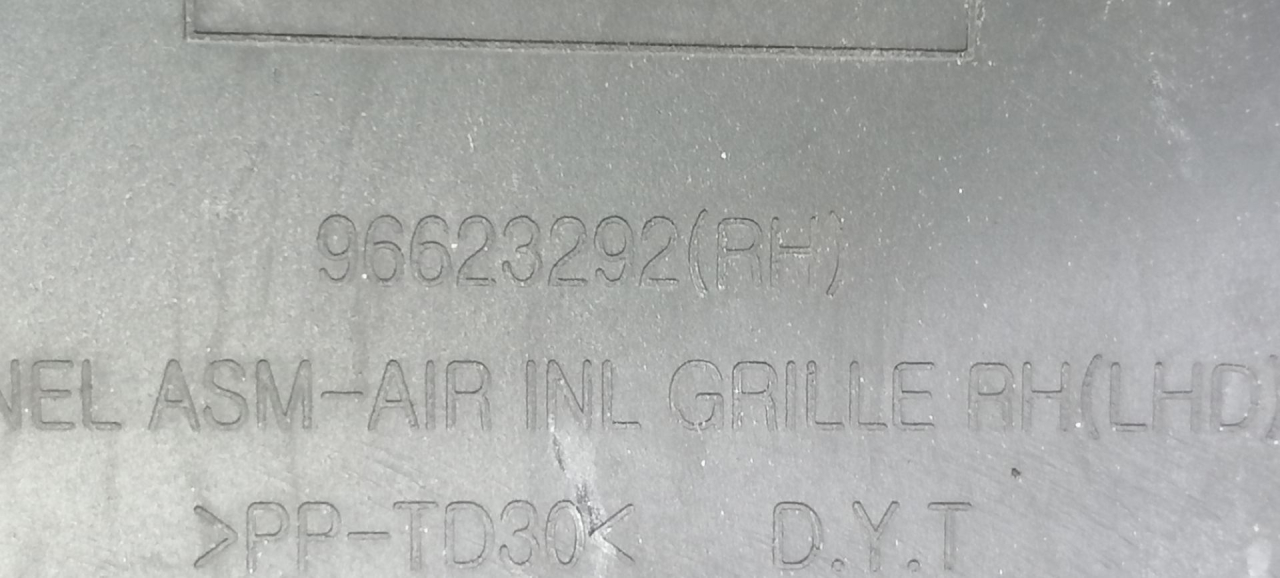 96623292(RH)
NEL ASM-AIR INL GRILLE RH(LHD)
>PP-TD30< D.Y.T